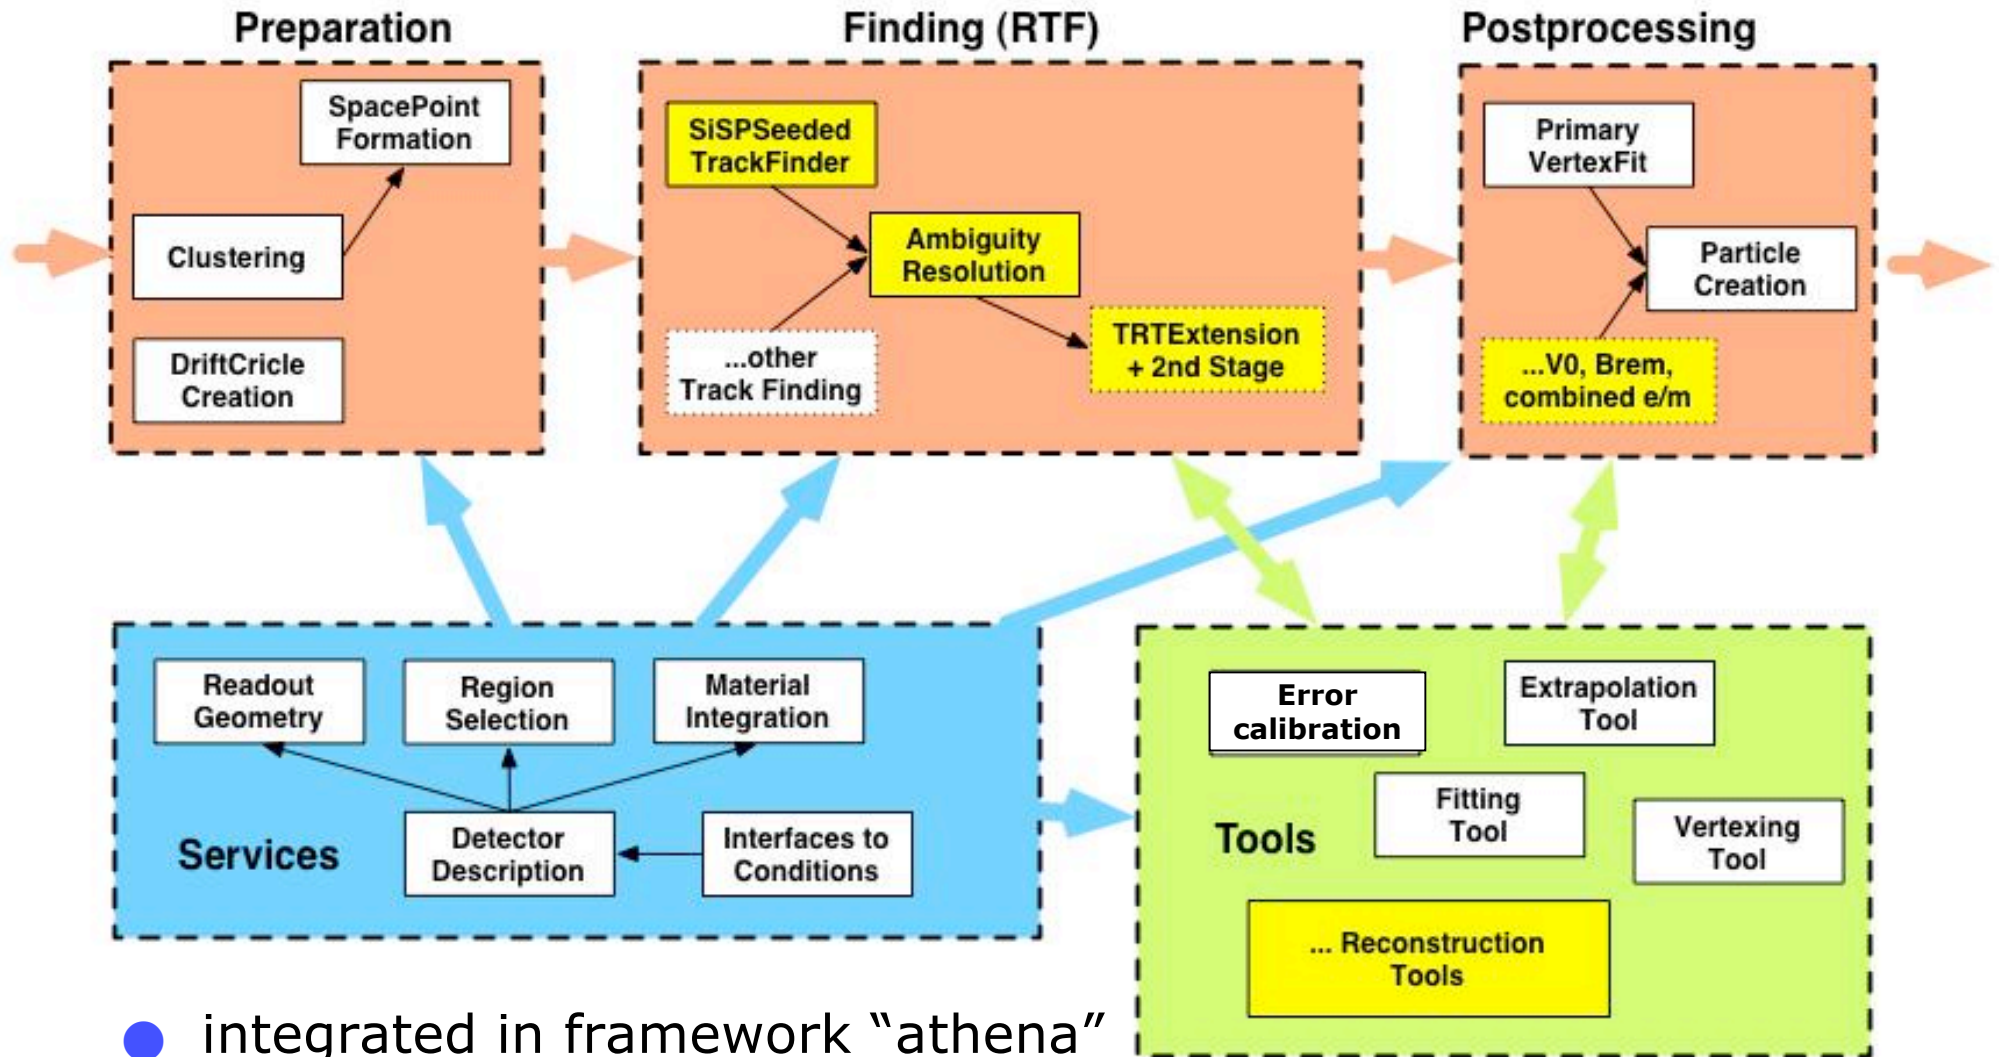 Preparation
SpacePoint
Formation
Clustering
DriftCricle
Creation
Finding (RTF)
SiSPSeeded
TrackFinder
Ambiguity
Resolution
...other
Track Finding
TRTExtension
+ 2nd Stage
Postprocessing
Primary
VertexFit
Particle
Creation
...V0, Brem,
combined e/m
Readout
Geometry
Region
Selection
Material
Integration
Services
Detector
Description
Interfaces to
Conditions
Error
calibration
Extrapolation
Tool
Fitting
Tool
Tools
Vertexing
Tool
... Reconstruction
Tools
integrated in framework “athena”